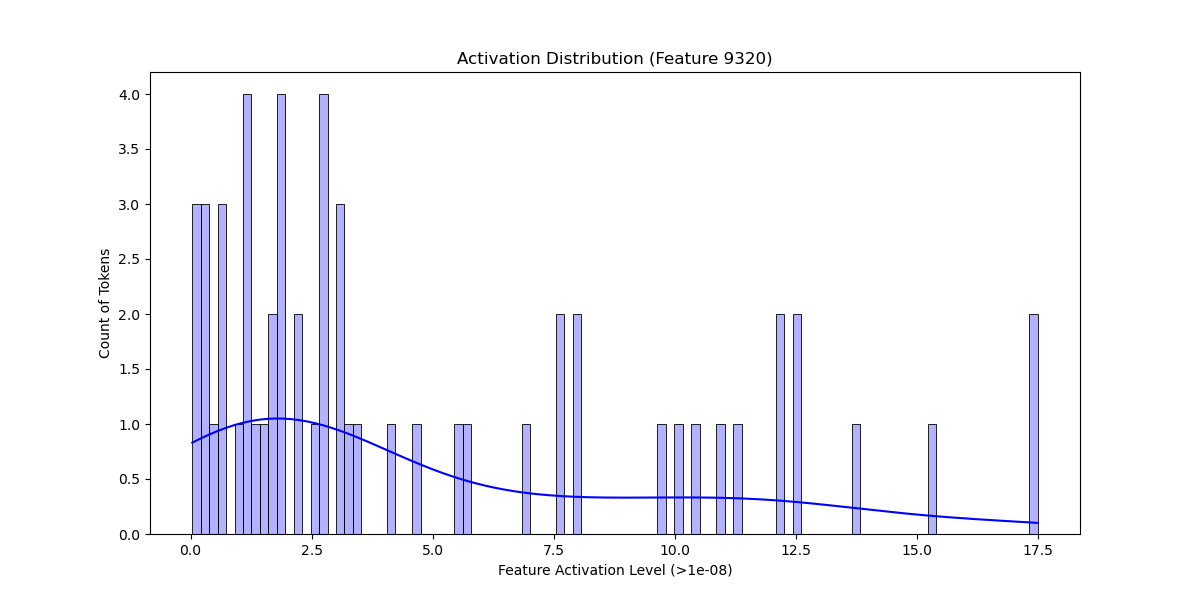 Activation Distribution (Feature 9320)
4.0
3.5
3.0
2.5
2.0
1.5
1.0
0.5
0.0
Count of Tokens
0.0 2.5 5.0 7.5 10.0 12.5 15.0 17.5
Feature Activation Level (>1e-08)